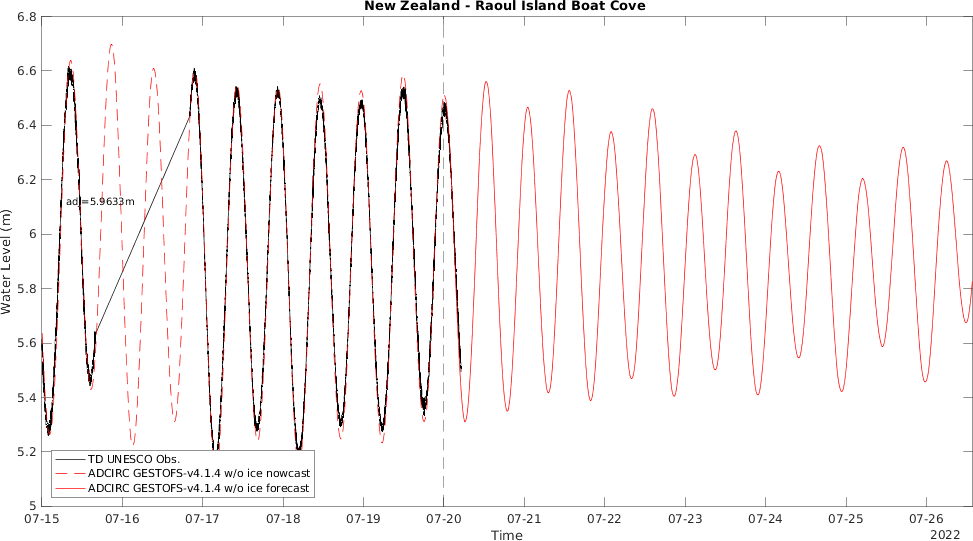 New Zealand - Raoul Island Boat Cove
Water Level (m)
6.8
6.6
6.4
6.2
6
5.8
5.6
5.4
5.2
5
adj=5.9633m
TD UNESCO Obs.
ADCIRC GESTOFS-v4.1.4 w/o ice nowcast
ADCIRC GESTOFS-v4.1.4 w/o ice forecast
07-15 07-16 07-17 07-18 07-19 07-20 07-21 07-22 07-23 07-24 07-25 07-26
Time
2022